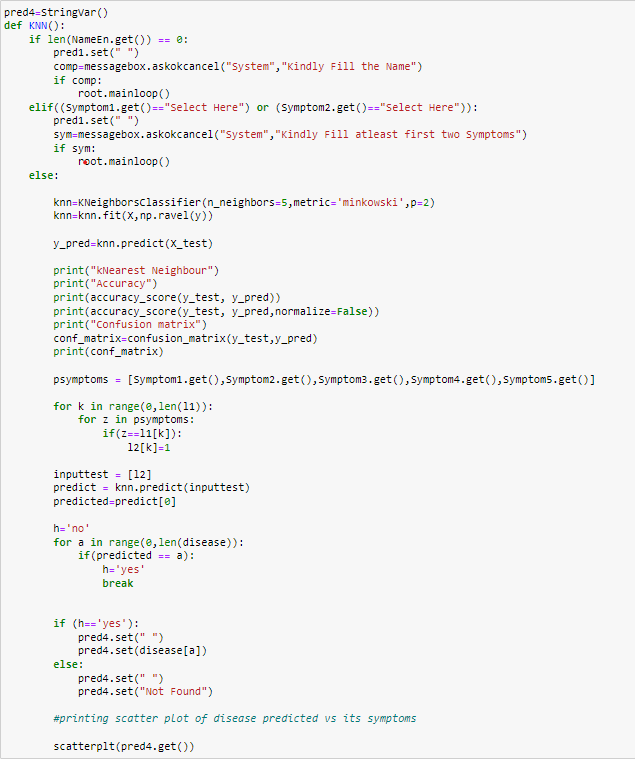 pred4=StringVar()
def KNN():
    if len(NameEn.get()) == 0:
        pred1.set(" ")
        comp=messagebox.askokcancel("System","Kindly Fill the Name")
        if comp:
            root.mainloop()
    elif((Symptom1.get()=="Select Here") or (Symptom2.get()=="Select Here")):
        pred1.set(" ")
        sym=messagebox.askokcancel("System","Kindly Fill atleast first two Symptoms")
        if sym:
            root.mainloop()
    else:

        knn=KNeighborsClassifier(n_neighbors=5,metric='minkowski',p=2)
        knn=knn.fit(X,np.ravel(y))

        y_pred=knn.predict(X_test)

        print("kNearest Neighbour")
        print("Accuracy")
        print(accuracy_score(y_test, y_pred))
        print(accuracy_score(y_test, y_pred,normalize=False))
        print("Confusion matrix")
        conf_matrix=confusion_matrix(y_test,y_pred)
        print(conf_matrix)

        psymptoms = [Symptom1.get(),Symptom2.get(),Symptom3.get(),Symptom4.get(),Symptom5.get()]

        for k in range(0,len(l1)):
            for z in psymptoms:
                if(z==l1[k]):
                    l2[k]=1

        inputtest = [l2]
        predict = knn.predict(inputtest)
        predicted=predict[0]

        h='no'
        for a in range(0,len(disease)):
            if(predicted == a):
                h='yes'
                break


        if (h=='yes'):
            pred4.set(" ")
            pred4.set(disease[a])
        else:
            pred4.set(" ")
            pred4.set("Not Found")

        #printing scatter plot of disease predicted vs its symptoms

        scatterplt(pred4.get())